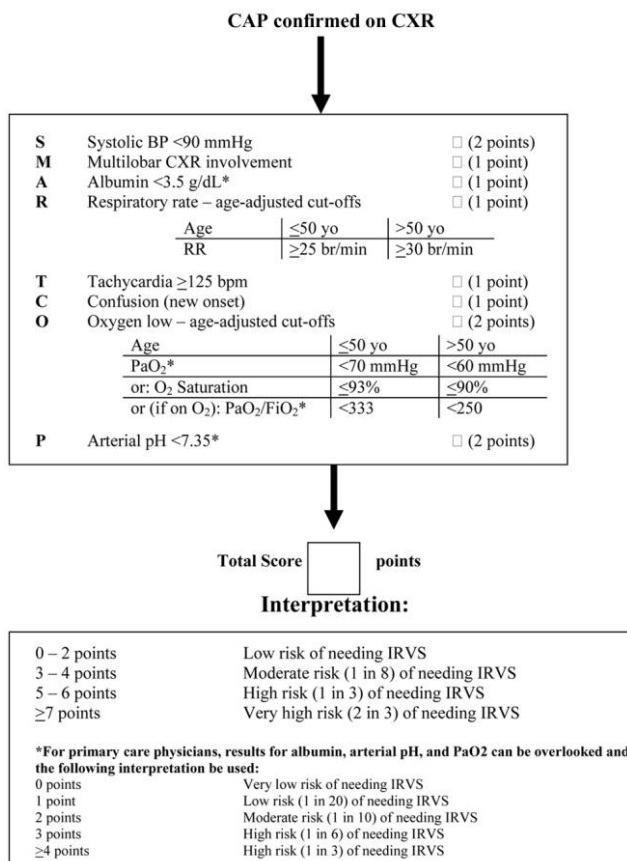 CAP confirmed on CXR
S Systolic BP <90 mmHg □ (2 points)
M Multilobar CXR involvement □ (1 point)
A Albumin <3.5 g/dL* □ (1 point)
R Respiratory rate – age-adjusted cut-offs □ (1 point)
Age ≤50 yo >50 yo
RR ≥25 br/min ≥30 br/min
T Tachycardia ≥125 bpm □ (1 point)
C Confusion (new onset) □ (1 point)
O Oxygen low – age-adjusted cut-offs □ (2 points)
Age ≤50 yo >50 yo
PaO₂* <70 mmHg <60 mmHg
or: O₂ Saturation ≤93% ≤90%
or (if on O₂): PaO₂/FiO₂* <333 <250
P Arterial pH <7.35* □ (2 points)
Total Score points
Interpretation:
0 – 2 points Low risk of needing IRVS
3 – 4 points Moderate risk (1 in 8) of needing IRVS
5 – 6 points High risk (1 in 3) of needing IRVS
≥7 points Very high risk (2 in 3) of needing IRVS
*For primary care physicians, results for albumin, arterial pH, and PaO2 can be overlooked and
the following interpretation be used:
0 points Very low risk of needing IRVS
1 point Low risk (1 in 20) of needing IRVS
2 points Moderate risk (1 in 10) of needing IRVS
3 points High risk (1 in 6) of needing IRVS
≥4 points High risk (1 in 3) of needing IRVS